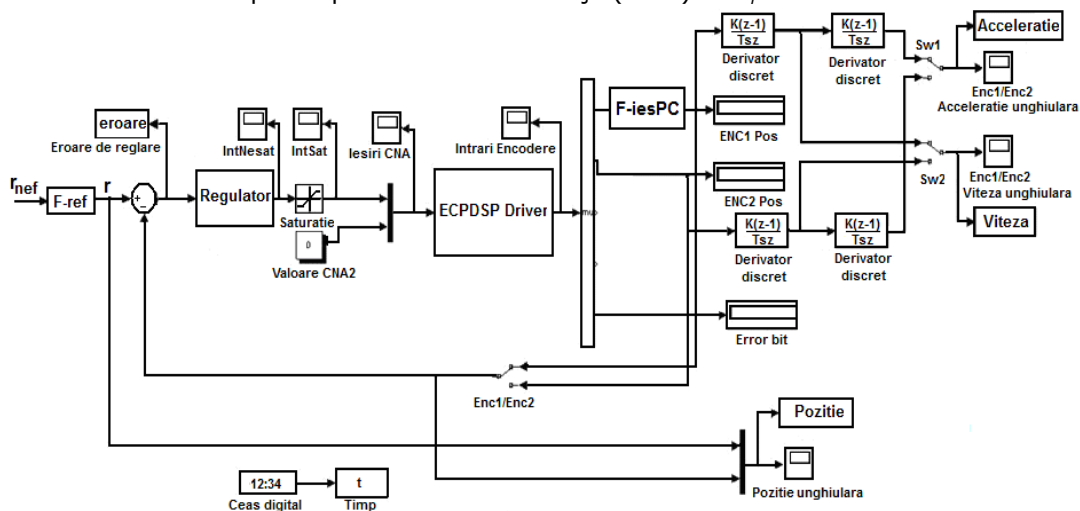 K(z-1)
Tsz
Derivator
discret
K(z-1)
Tsz
Derivator
discret
Sw1
Acceleratie
Enc1/Enc2
Acceleratie unghiulara
F-iesPC
ENC1 Pos
eroare
Eroare de reglare
IntNesat
IntSat
Iesiri CNA
Intrari Encodere
Enc1/Enc2
Viteza unghiulara
Sw2
ENC2 Pos
rnef
F-ref
r
+
-
Regulator
Saturatie
ECPDSP Driver
0
Valoare CNA2
K(z-1)
Tsz
Derivator
discret
K(z-1)
Tsz
Derivator
discret
Viteza
Error bit
Enc1/Enc2
Pozitie
Pozitie unghiulara
12:34
Ceas digital
t
Timp